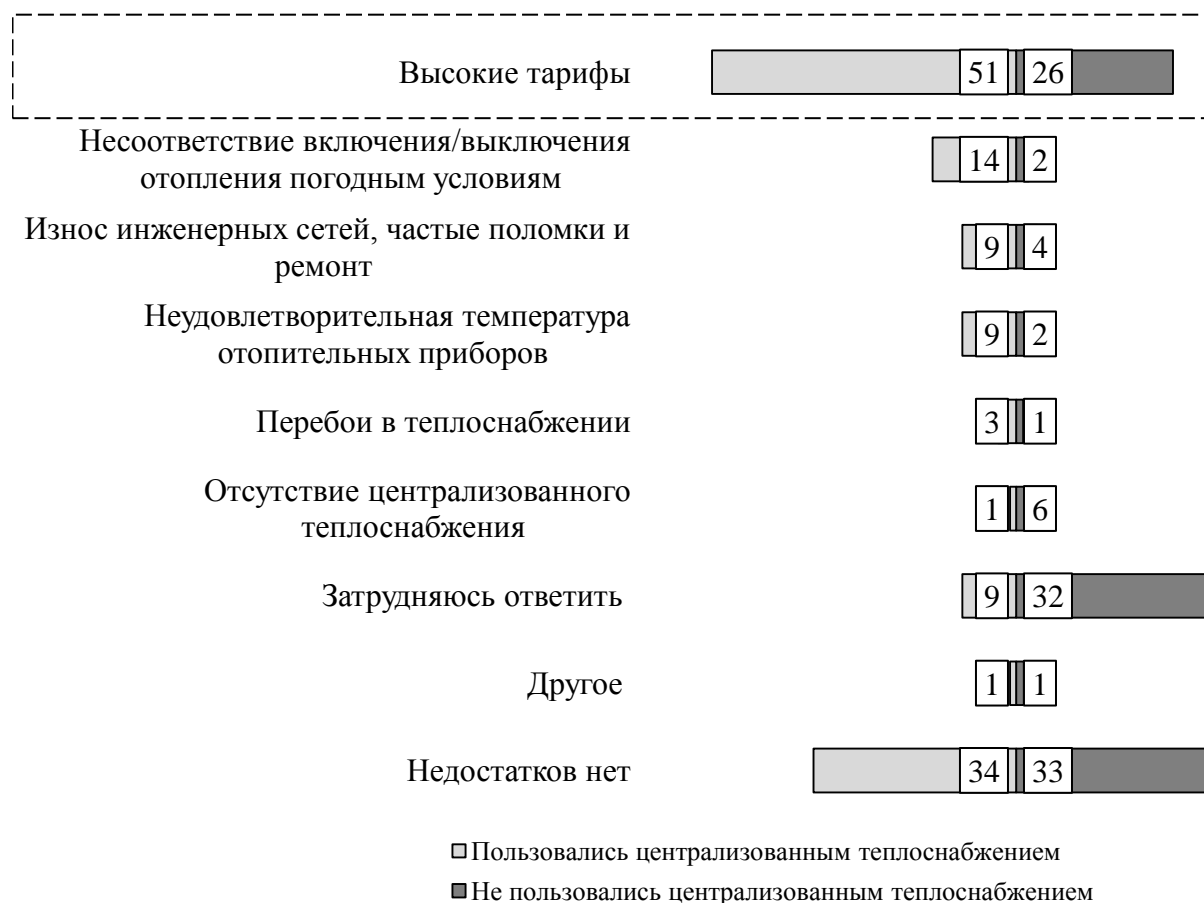 Высокие тарифы 51 26
Несоответствие включения/выключения
отопления погодным условиям 14 2
Износ инженерных сетей, частые поломки и
ремонт 9 4
Неудовлетворительная температура
отопительных приборов 9 2
Перебои в теплоснабжении 3 1
Отсутствие централизованного
теплоснабжения 1 6
Затрудняюсь ответить 9 32
Другое 1 1
Недостатков нет 34 33
Пользовались централизованным теплоснабжением
Не пользовались централизованным теплоснабжением